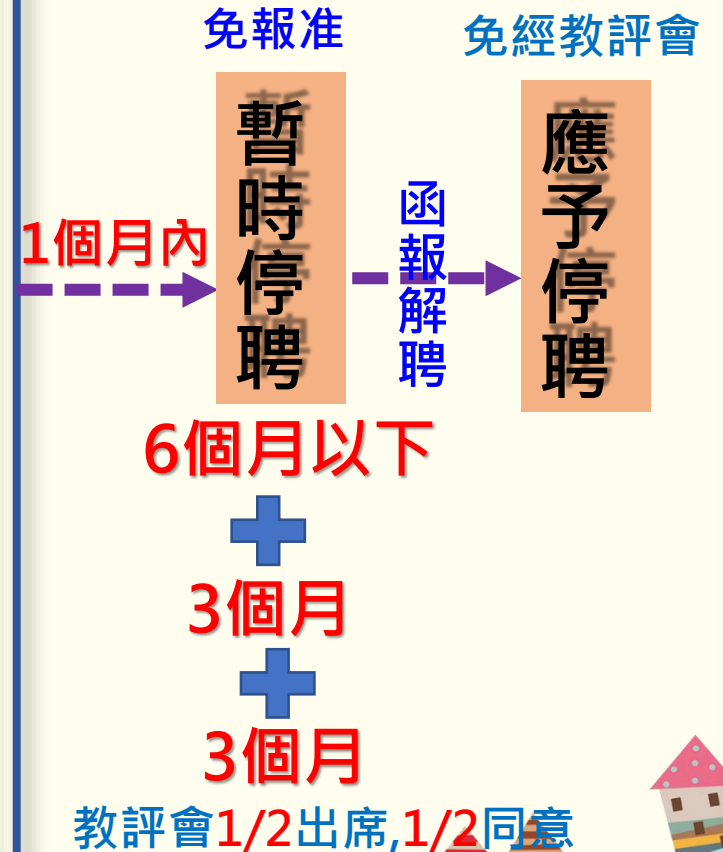 免報准
免經教評會
1個月內
暫時停聘
函報解聘
應予停聘
6個月以下
3個月
3個月
教評會1/2出席,1/2同意